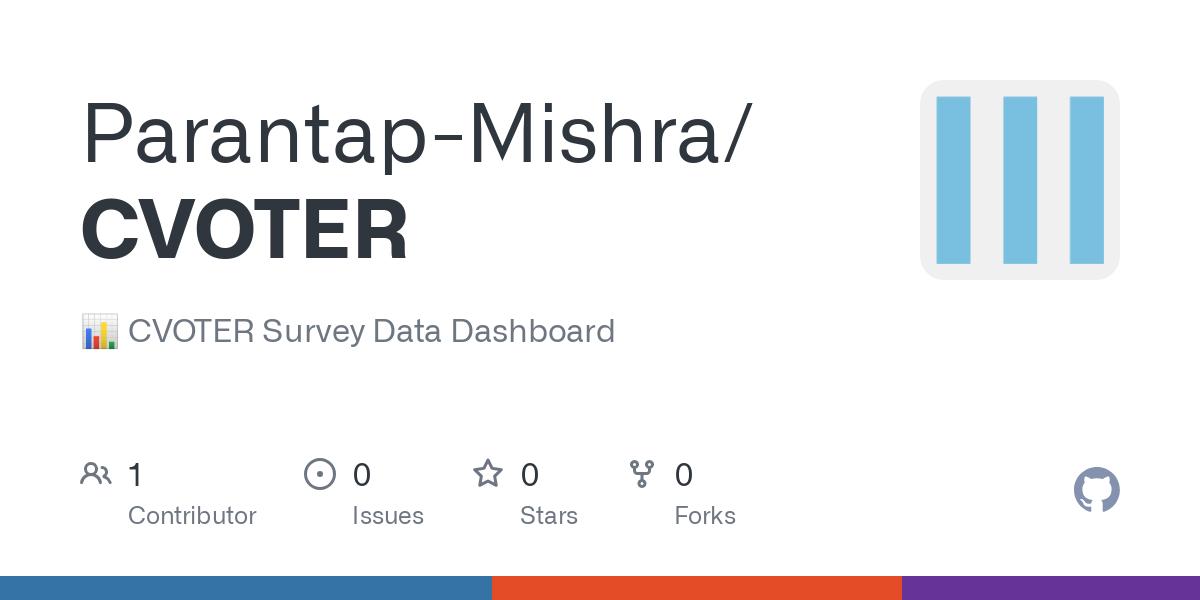 Parantap-Mishra/
CVOTER
📊 CVOTER Survey Data Dashboard
1 0 0 0
Contributor Issues Stars Forks